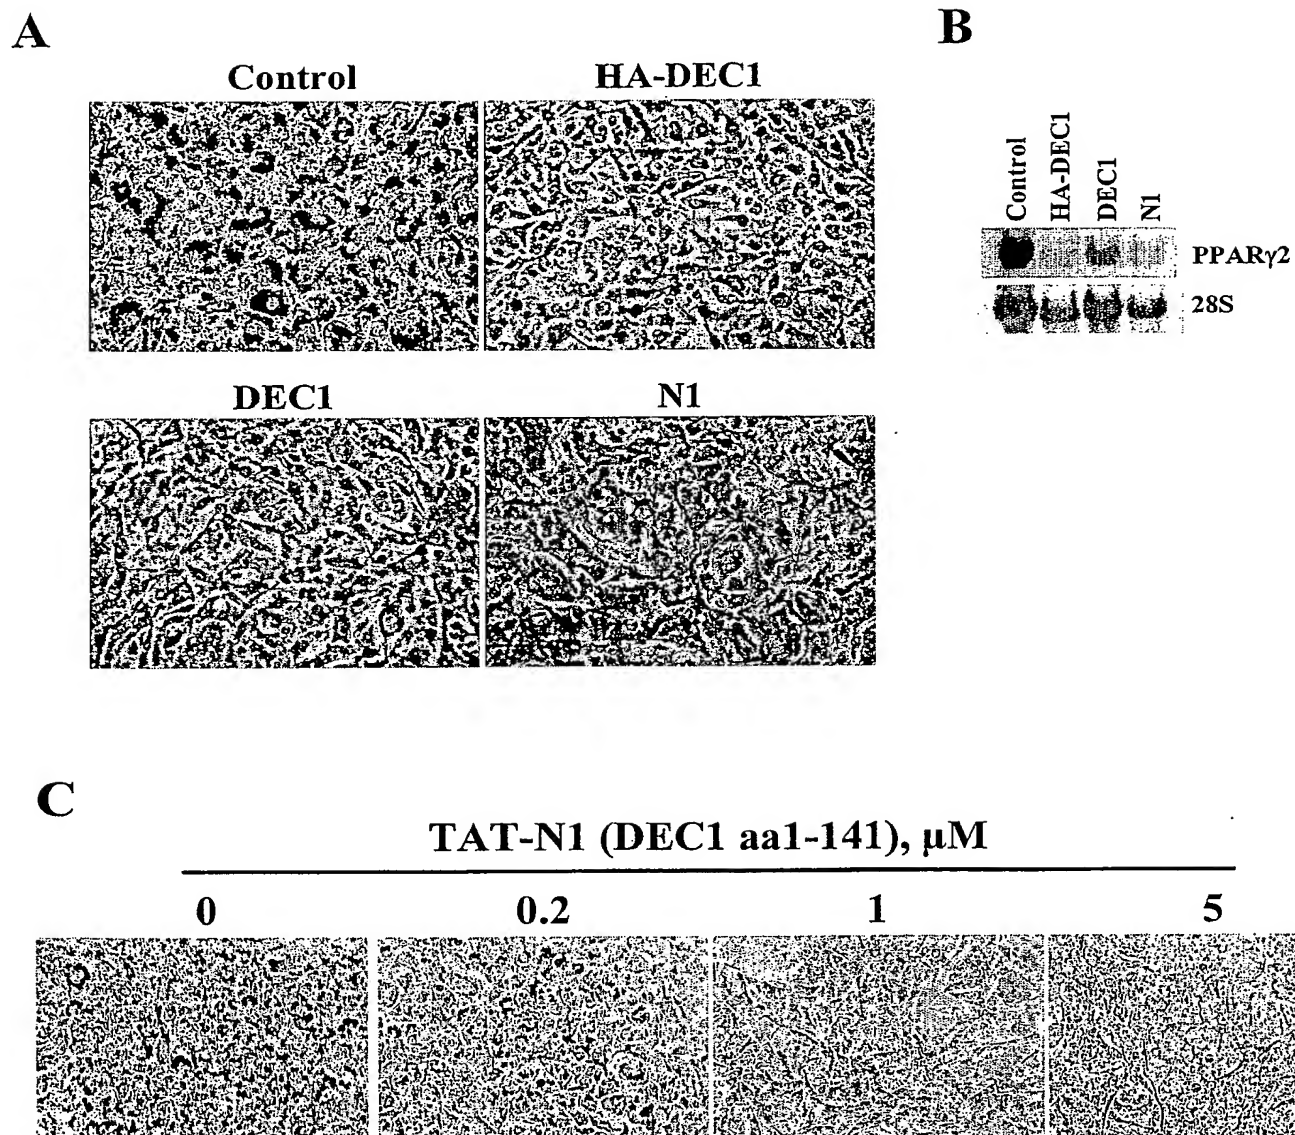 A
B
Control
HA-DEC1
Control
HA-DEC1
DEC1
N1
PPARγ2
28S
DEC1
N1
C
TAT-N1 (DEC1 aa1-141), μM
0
0.2
1
5